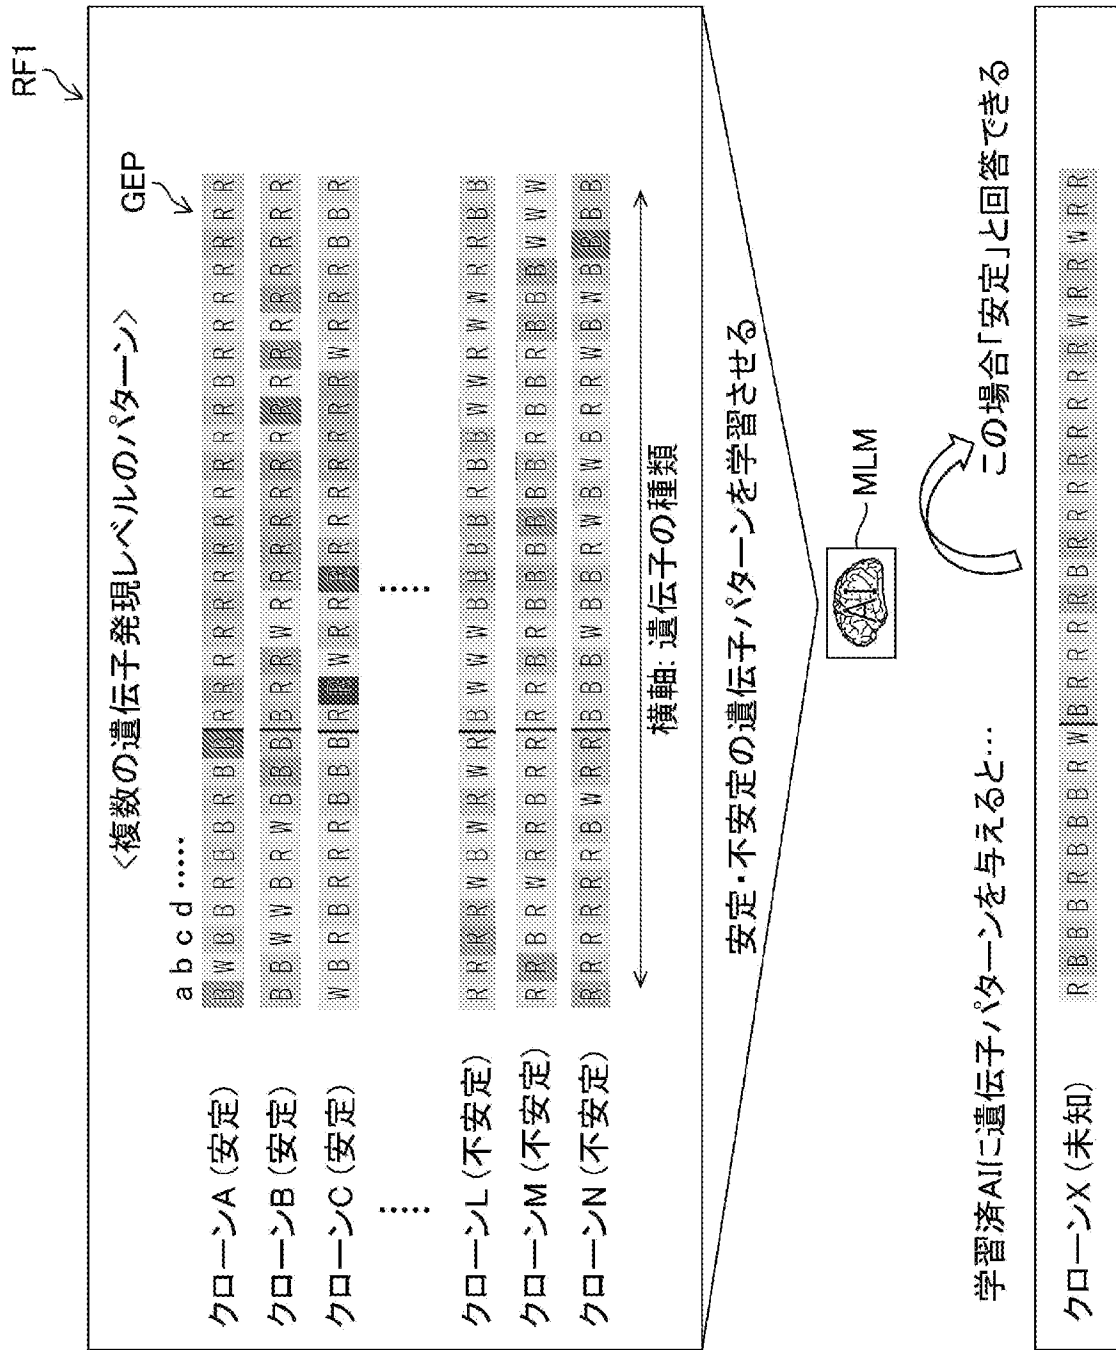 RF1
<複数の遺伝子発現レベルのパターン>
GEP
a b c d ･････
クローンA (安定) B W B B R B B R B B R R R R R R R R R R R R B R R R R R R R
クローンB (安定) B B W W B R W B B B B R R W R R R R R R R R R R R R R R R R
クローンC (安定) W B R B R R R B B B R R W R R R R R R R R R R W R R R B B R
･････ ･････
クローンL (不安定) R R R R W B W R W R B W W W B B B B B R B B W W R W R R B B
クローンM (不安定) R R B R W R R B R R R R B R B B B B B B R B B R B B B W W W
クローンN (不安定) R R R R R R B W R R B B B W B B R W B W B R R W B W B B B B
横軸: 遺伝子の種類
安定・不安定の遺伝子パターンを学習させる
AI
MLM
学習済AIに遺伝子パターンを与えると…
この場合「安定」と回答できる
クローンX (未知) R B B B R B B B R W B R R R R B R R R R R R R R W R R W R R